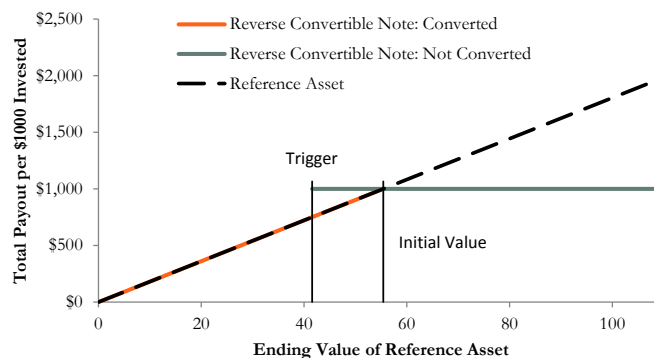 $2,500
Reverse Convertible Note: Converted
Reverse Convertible Note: Not Converted
$2,000
Reference Asset
Total Payout per $1000 Invested
$1,500
Trigger
$1,000
Initial Value
$500
$0
0 20 40 60 80 100
Ending Value of Reference Asset